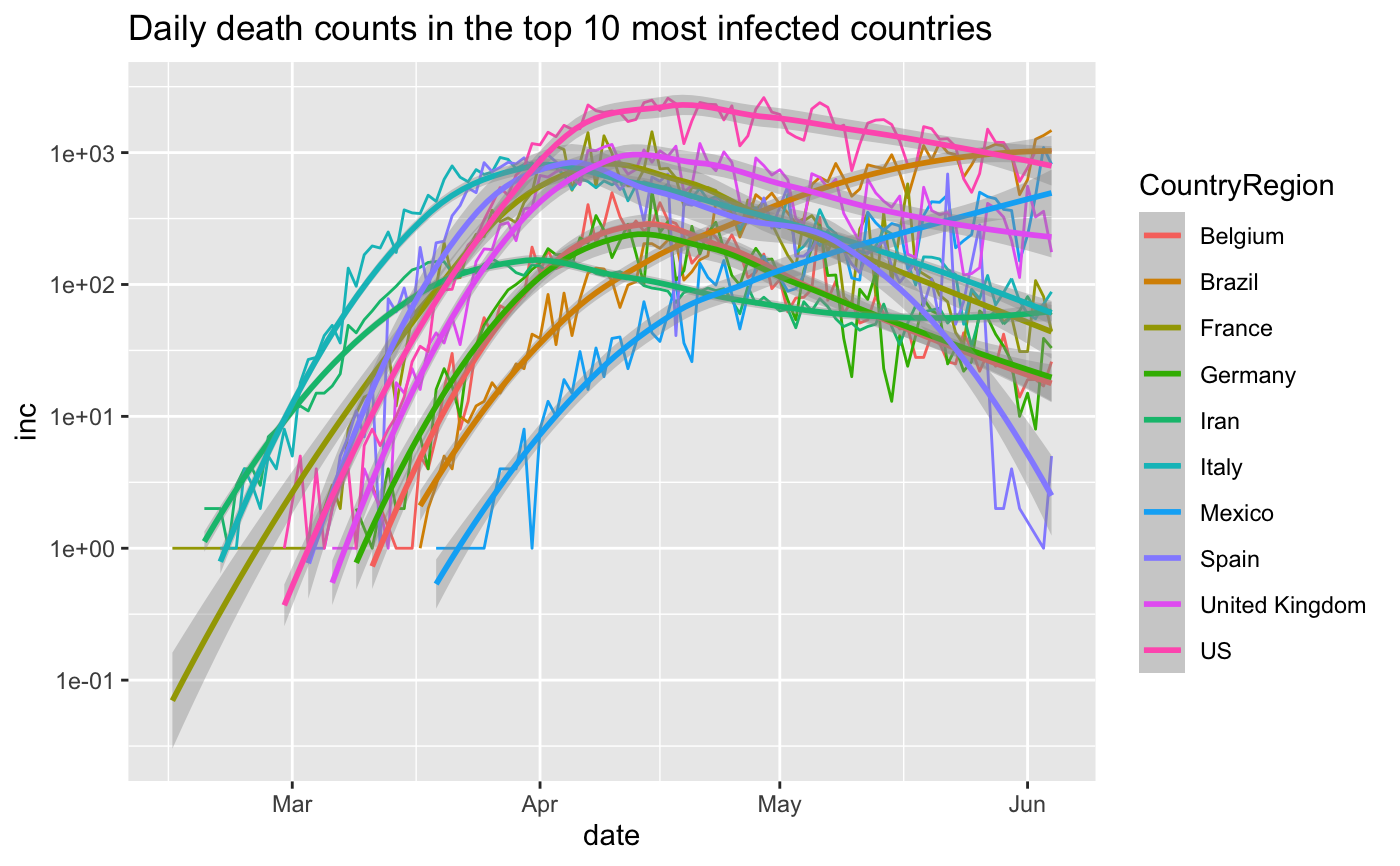 Daily death counts in the top 10 most infected countries
inc
1e+03
1e+02
1e+01
1e+00
1e-01
Mar
Apr
May
Jun
date
CountryRegion
Belgium
Brazil
France
Germany
Iran
Italy
Mexico
Spain
United Kingdom
US